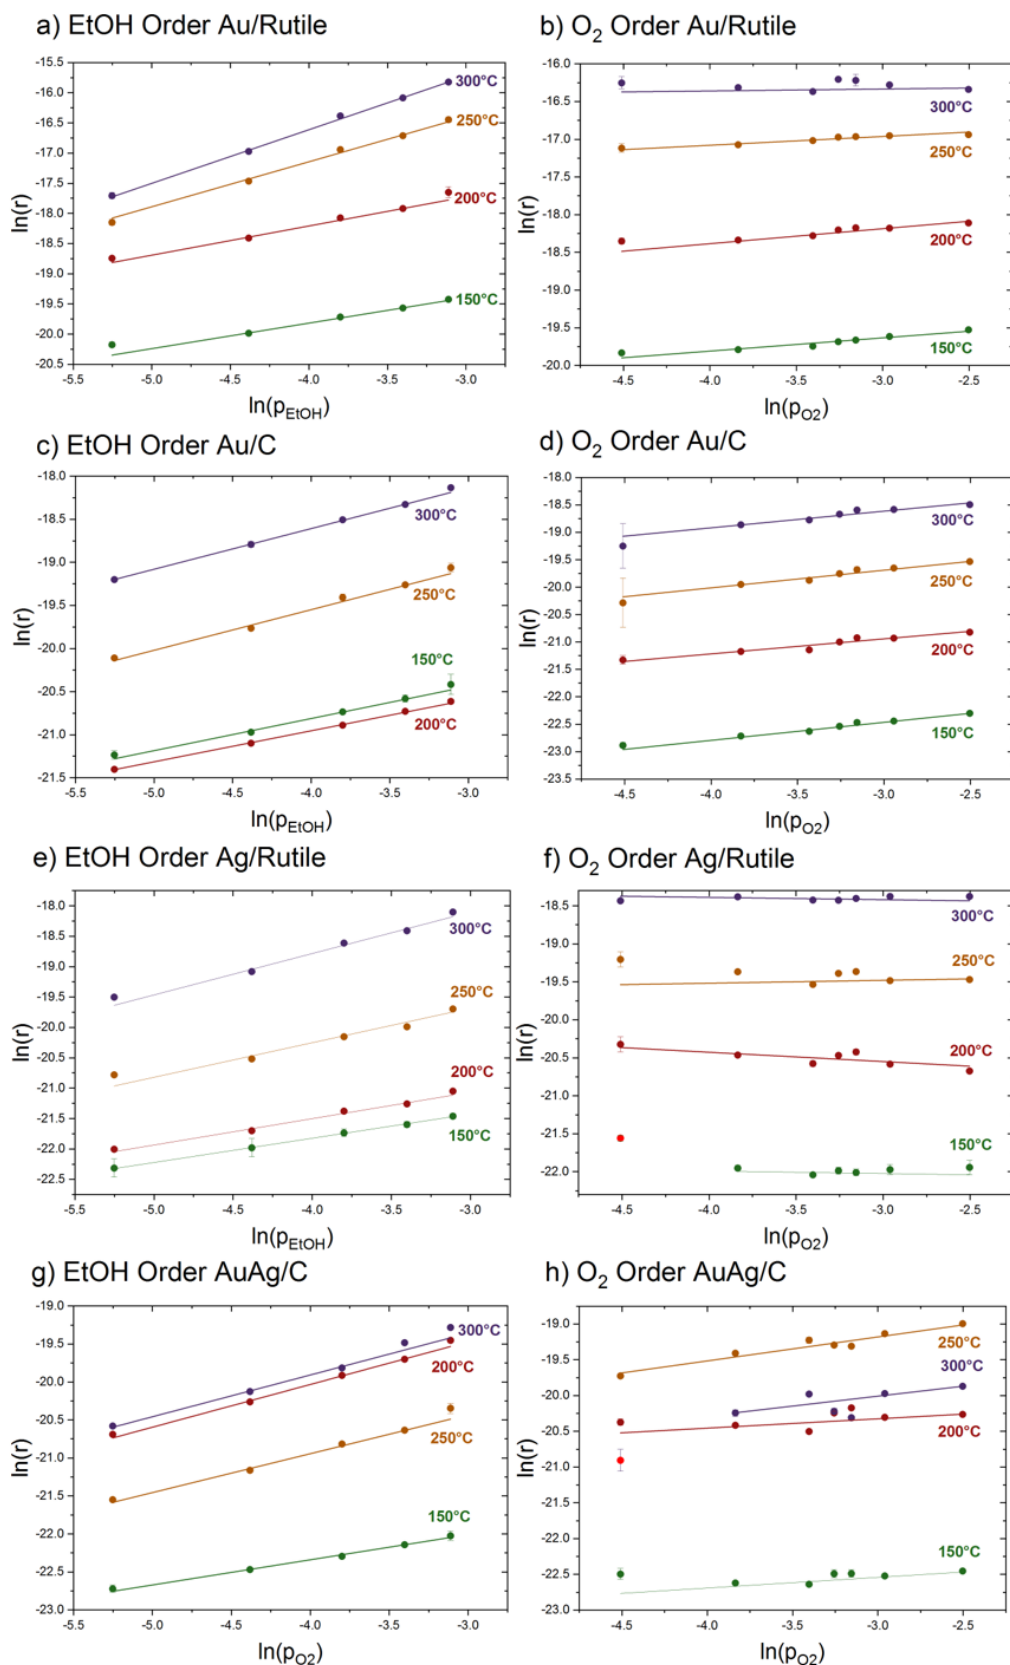 a) EtOH Order Au/Rutile
-15.5
-16.0
-16.5
-17.0
-17.5
-18.0
-18.5
-19.0
-19.5
-20.0
-20.5
ln(r)
300°C
250°C
200°C
150°C
-5.5 -5.0 -4.5 -4.0 -3.5 -3.0
ln(pEtOH)
b) O2 Order Au/Rutile
-16.0
-16.5
-17.0
-17.5
-18.0
-18.5
-19.0
-19.5
-20.0
ln(r)
300°C
250°C
200°C
150°C
-4.5 -4.0 -3.5 -3.0 -2.5
ln(pO2)
c) EtOH Order Au/C
-18.0
-18.5
-19.0
-19.5
-20.0
-20.5
-21.0
-21.5
ln(r)
300°C
250°C
150°C
200°C
-5.5 -5.0 -4.5 -4.0 -3.5 -3.0
ln(pEtOH)
d) O2 Order Au/C
-18.0
-18.5
-19.0
-19.5
-20.0
-20.5
-21.0
-21.5
-22.0
-22.5
-23.0
-23.5
ln(r)
300°C
250°C
200°C
150°C
-4.5 -4.0 -3.5 -3.0 -2.5
ln(pO2)
e) EtOH Order Ag/Rutile
-18.0
-18.5
-19.0
-19.5
-20.0
-20.5
-21.0
-21.5
-22.0
-22.5
ln(r)
300°C
250°C
200°C
150°C
-5.5 -5.0 -4.5 -4.0 -3.5 -3.0
ln(pEtOH)
f) O2 Order Ag/Rutile
-18.5
-19.0
-19.5
-20.0
-20.5
-21.0
-21.5
-22.0
ln(r)
300°C
250°C
200°C
150°C
-4.5 -4.0 -3.5 -3.0 -2.5
ln(pO2)
g) EtOH Order AuAg/C
-19.0
-19.5
-20.0
-20.5
-21.0
-21.5
-22.0
-22.5
-23.0
ln(r)
300°C
200°C
250°C
150°C
-5.5 -5.0 -4.5 -4.0 -3.5 -3.0
ln(pO2)
h) O2 Order AuAg/C
-19.0
-19.5
-20.0
-20.5
-21.0
-21.5
-22.0
-22.5
-23.0
ln(r)
250°C
300°C
200°C
150°C
-4.5 -4.0 -3.5 -3.0 -2.5
ln(pO2)